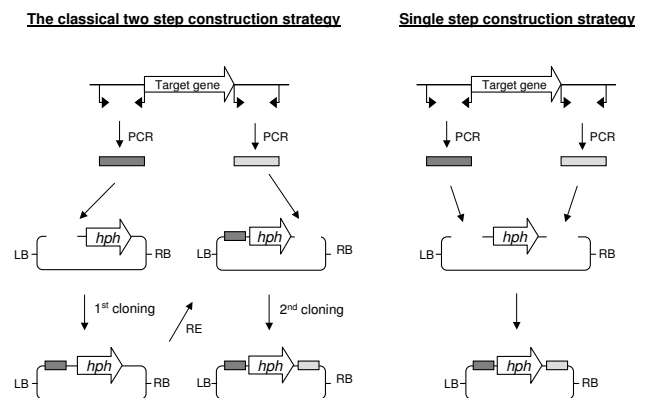 The classical two step construction strategy
Single step construction strategy
Target gene
Target gene
PCR
PCR
PCR
PCR
LB
hph
RB
LB
hph
RB
LB
hph
RB
1st cloning
RE
2nd cloning
LB
hph
RB
LB
hph
RB
LB
hph
RB